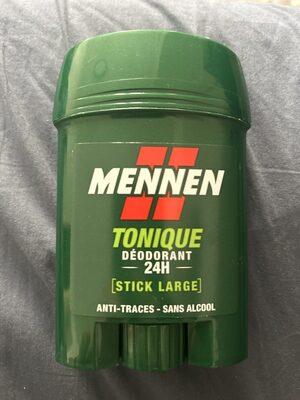 MENNEN
TONIQUE
DÉODORANT
24H
[STICK LARGE]
ANTI-TRACES - SANS ALCOOL